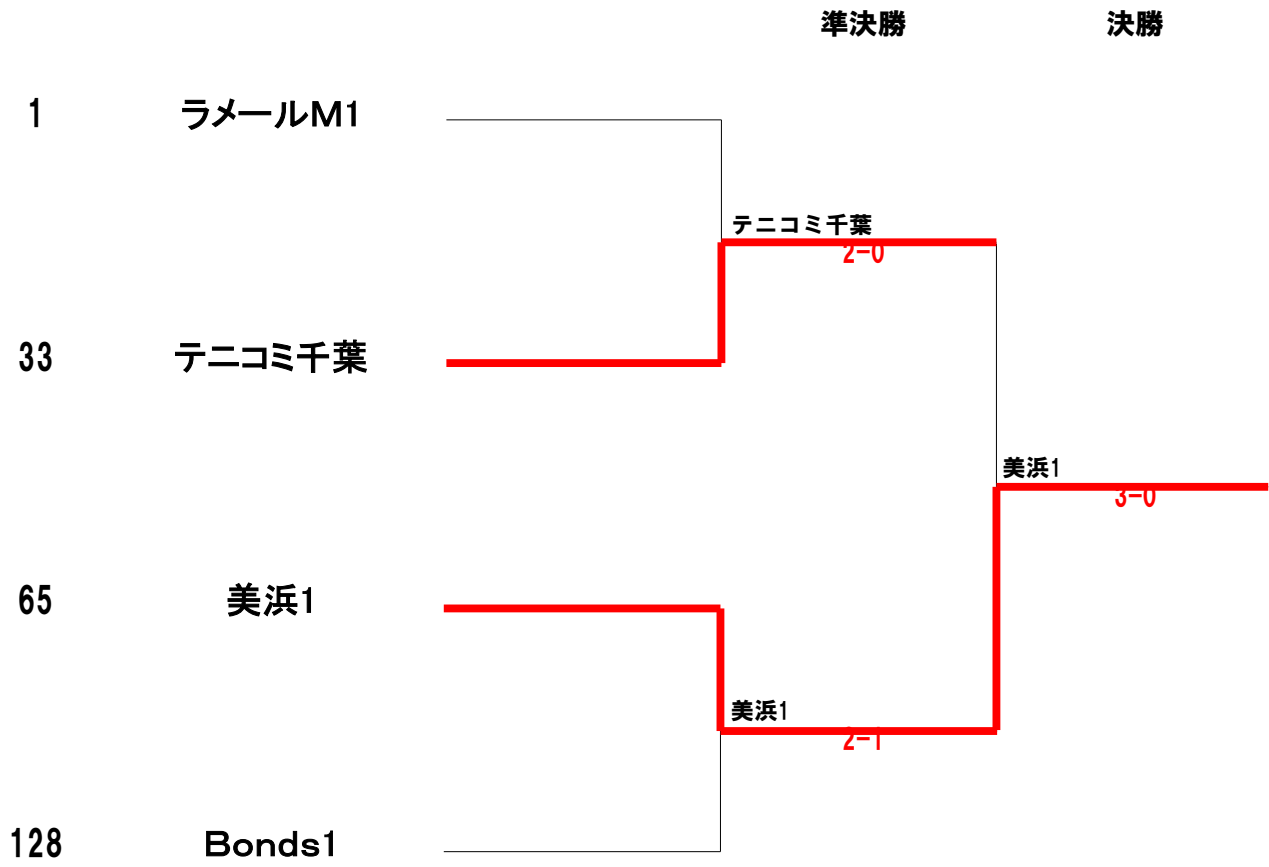 準決勝 決勝
1 ラメールM1
テニコミ千葉
2-0
33 テニコミ千葉
美浜1
3-0
65 美浜1
美浜1
2-1
128 Bonds1